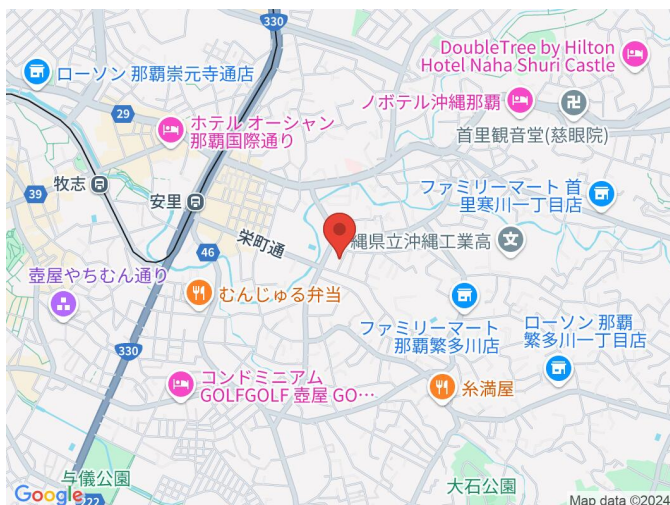 330
DoubleTree by Hilton
Hotel Naha Shuri Castle
ローソン 那覇崇元寺通店
ノボテル沖縄那覇
29
ホテル オーシャン
那覇国際通り
首里観音堂(慈眼院)
牧志
安里
39
ファミリーマート 首
里寒川一丁目店
栄町通
縄県立沖縄工業高
46
壺屋やちむん通り
むんじゅる弁当
ファミリーマート
那覇繁多川店
ローソン 那覇
繁多川一丁目店
330
コンドミニアム
GOLFGOLF 壺屋 GO…
糸満屋
与儀公園
大石公園
Google
222
Map data ©2024